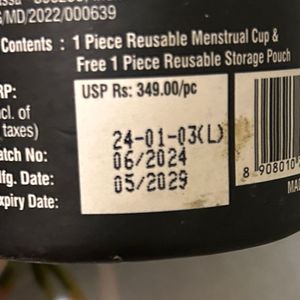 /MD/2022/000639
Contents : 1 Piece Reusable Menstrual Cup &
Free 1 Piece Reusable Storage Pouch
USP Rs: 349.00/pc
cl. of
taxes)
24-01-03(L)
atch No:
06/2024
fg. Date:
05/2029
xpiry Date:
8 908010
MA